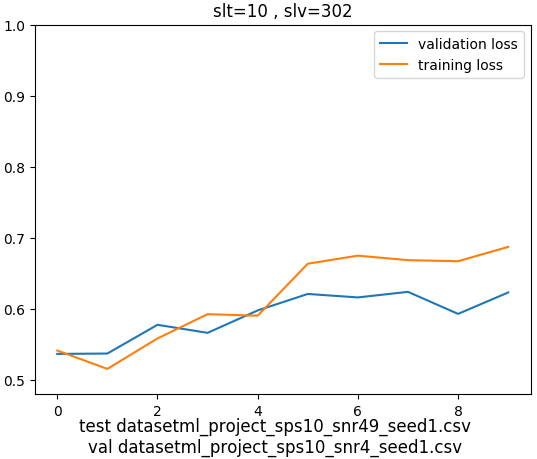 slt=10 , slv=302
validation loss
training loss
1.0
0.9
0.8
0.7
0.6
0.5
0 2 4 6 8
test datasetml_project_sps10_snr49_seed1.csv
val datasetml_project_sps10_snr4_seed1.csv